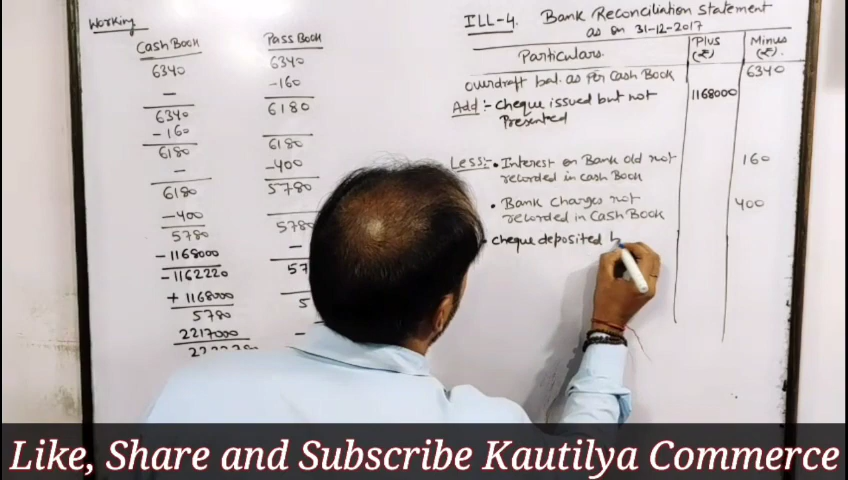 Working
Cash Book
6340
—
6340
-160
6180
—
6180
-400
5780
-1168000
-1162220
+1168000
5780
2217000
Pass Book
6340
-160
6180
6180
-400
5780
5780
—
57
5
—
ILL-4. Bank Reconciliation Statement
as on 31-12-2017
Particulars Plus (₹) Minus (₹).
overdraft bal. as Per Cash Book 6340
Add:- Cheque issued but not 1168000
Presented
Less:- • Interest on Bank o/d not 160
recorded in cash Book
• Bank Charges not 400
recorded in Cash Book
• cheque deposited b
Like, Share and Subscribe Kautilya Commerce